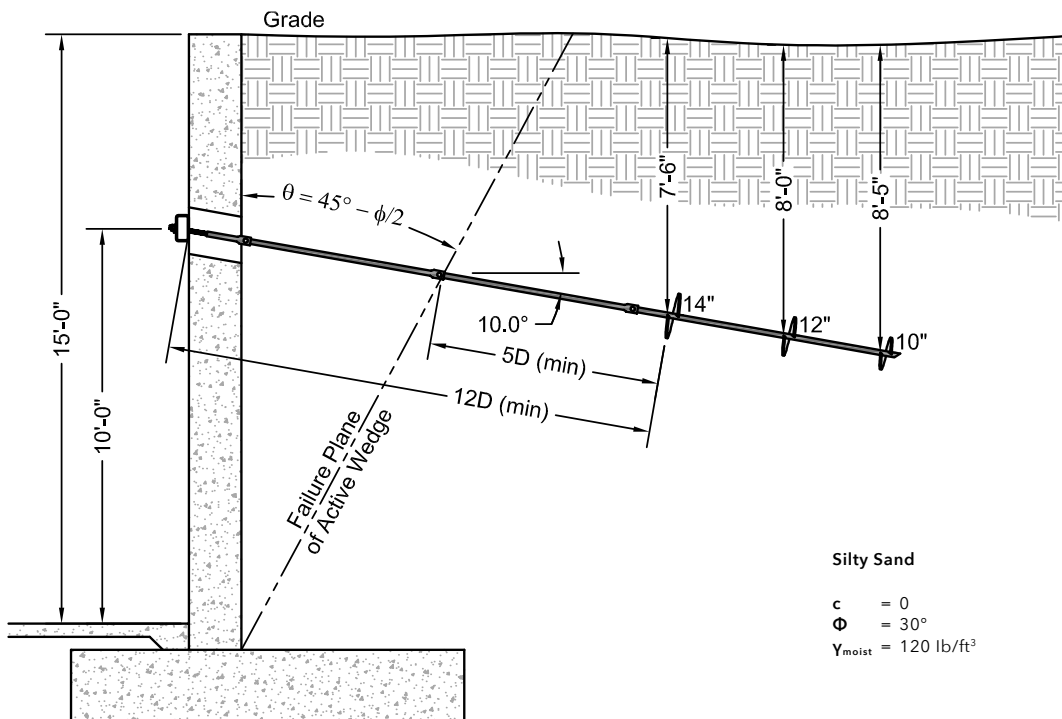 Grade
θ = 45° – ϕ/2
15'-0"
10'-0"
7'-6"
8'-0"
8'-5"
14"
12"
10"
10.0°
5D (min)
12D (min)
Failure Plane
of Active Wedge
Silty Sand
c = 0
Φ = 30°
γmoist = 120 lb/ft³